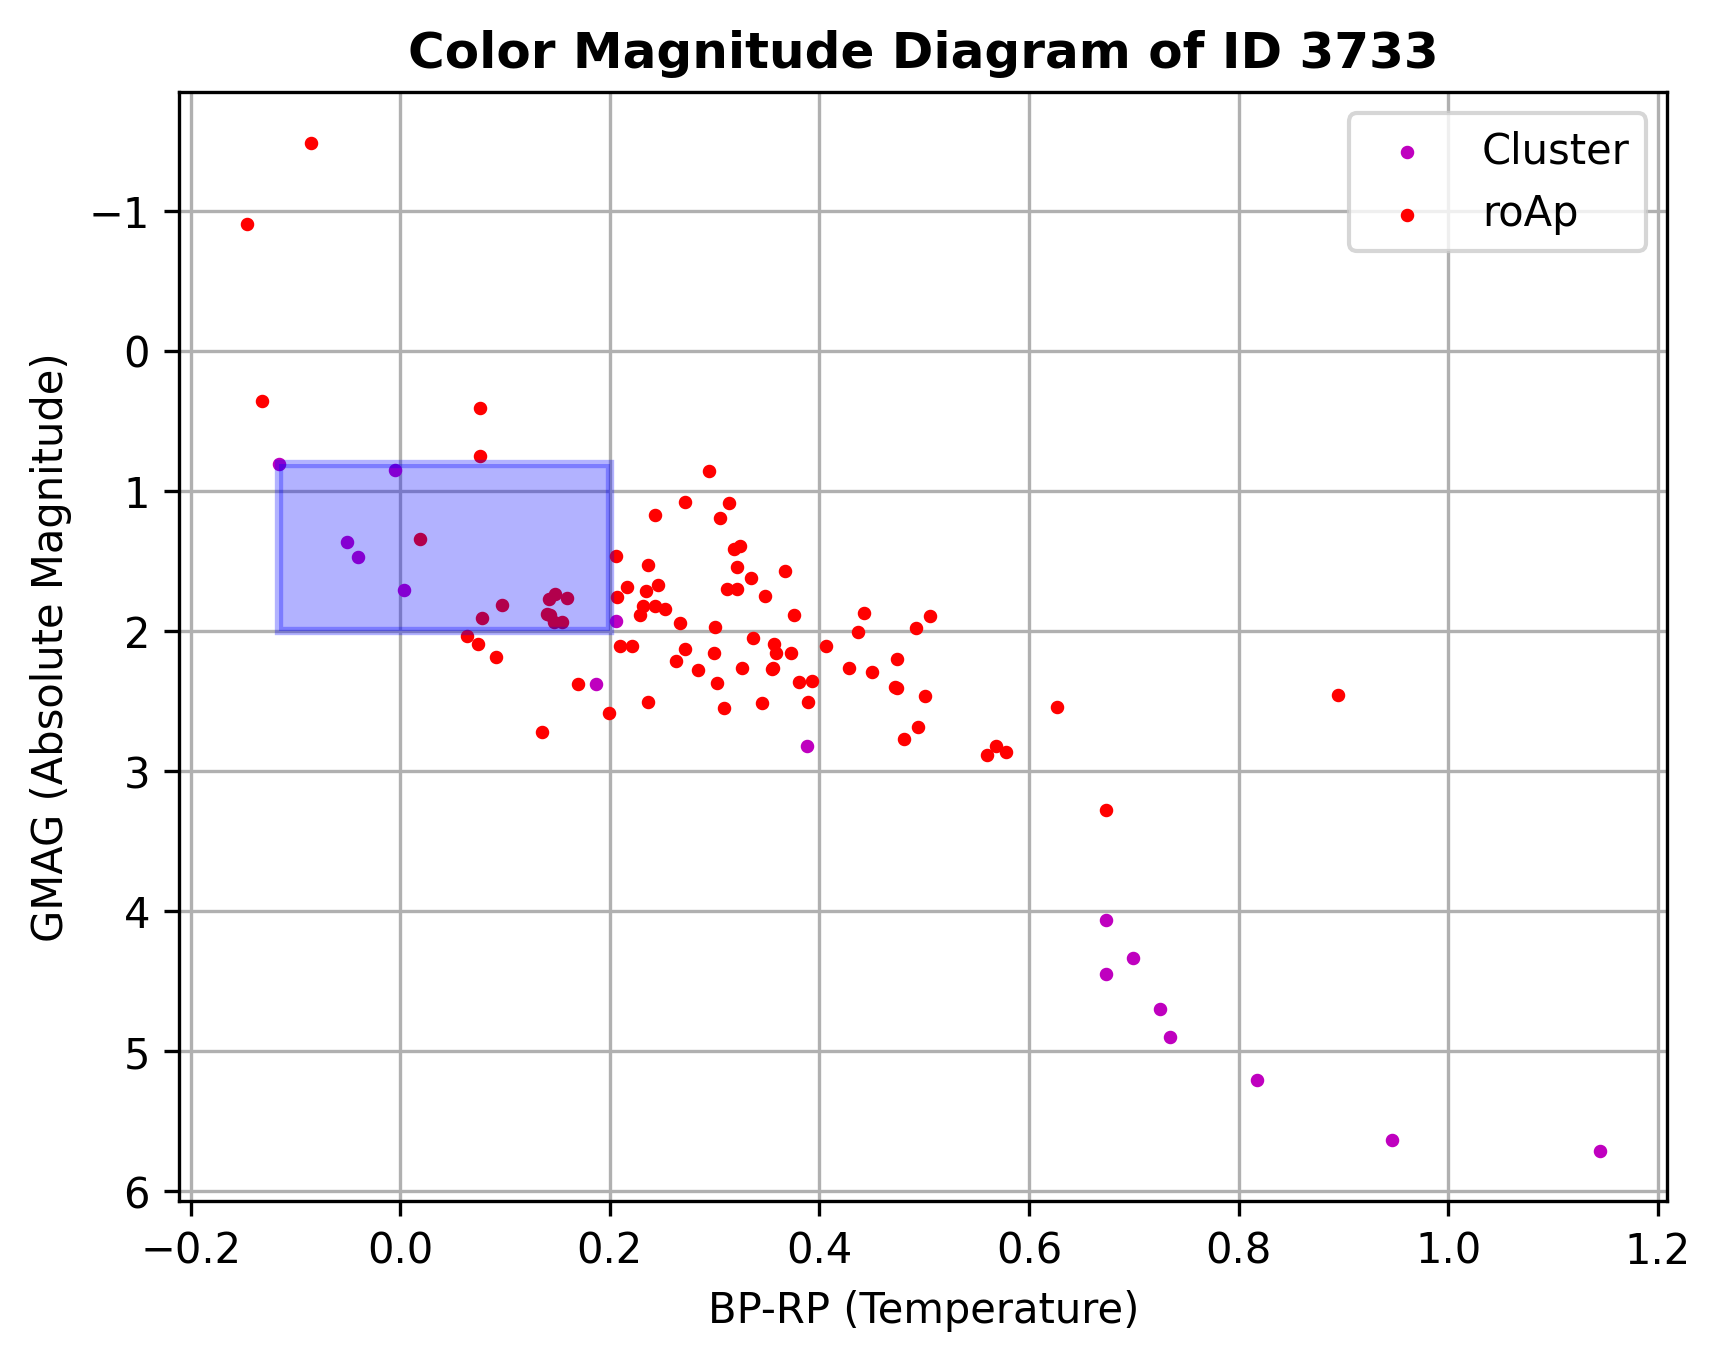 Color Magnitude Diagram of ID 3733
Cluster
roAp
GMAG (Absolute Magnitude)
−1
0
1
2
3
4
5
6
−0.2 0.0 0.2 0.4 0.6 0.8 1.0 1.2
BP-RP (Temperature)